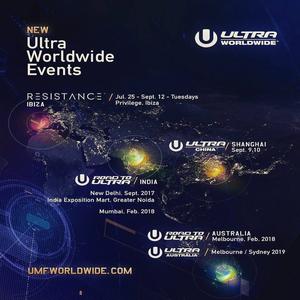 NEW
Ultra
Worldwide
Events
ULTRA
WORLDWIDE
RESISTANCE
IBIZA
Jul. 25 - Sept. 12 - Tuesdays
Privilege, Ibiza
ULTRA
CHINA
/ SHANGHAI
Sept. 9,10
ROAD TO
ULTRA
/ INDIA
New Delhi, Sept. 2017
India Exposition Mart, Greater Noida
Mumbai, Feb. 2018
ROAD TO
ULTRA
/ AUSTRALIA
Melbourne, Feb. 2018
ULTRA
AUSTRALIA
/ Melbourne / Sydney 2019
UMFWORLDWIDE.COM